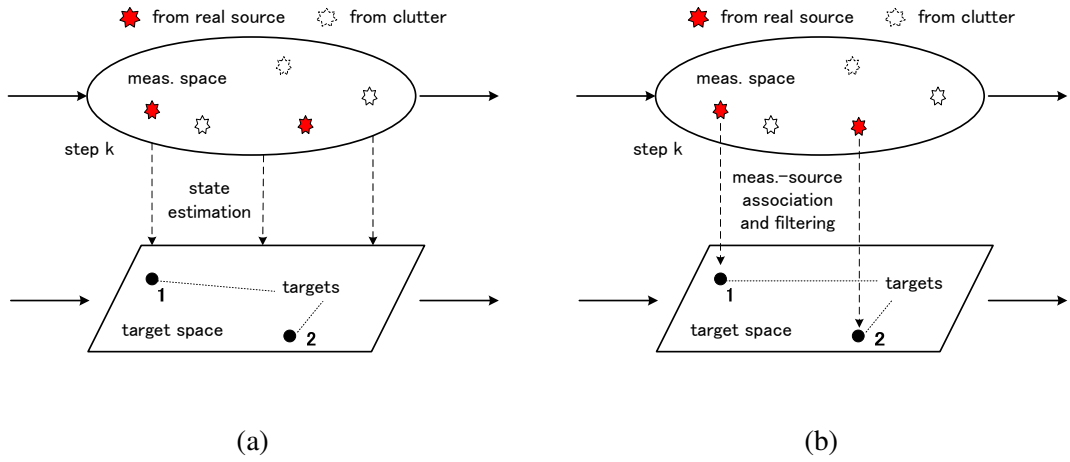 from real source
from clutter
meas. space
step k
state
estimation
targets
1
target space
2
(a)
from real source
from clutter
meas. space
step k
meas.-source
association
and filtering
targets
1
target space
2
(b)